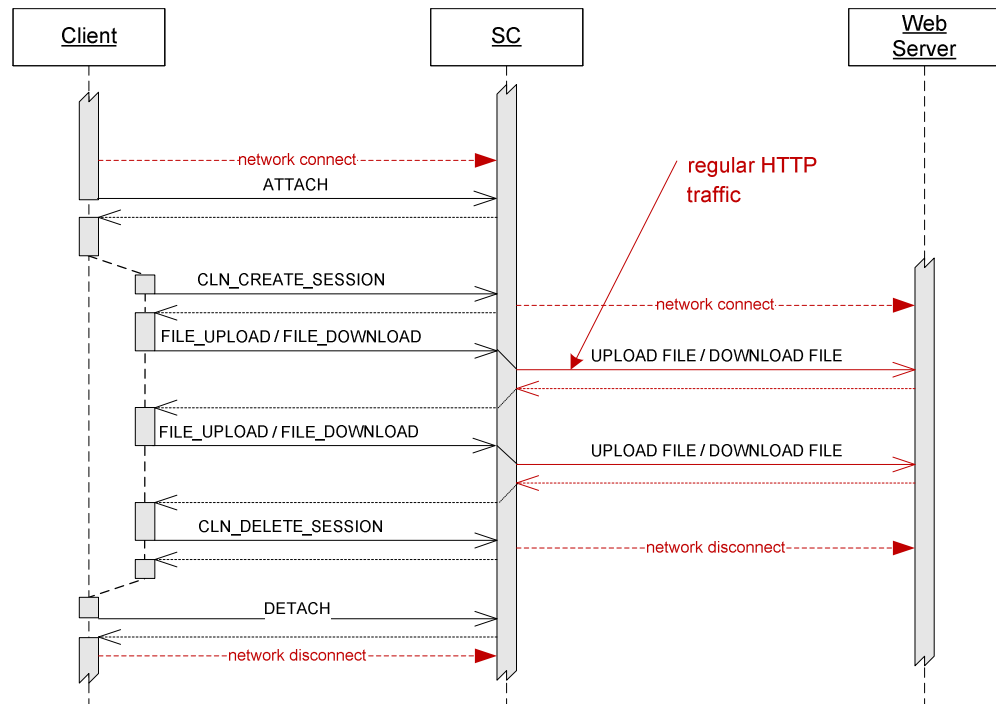 Client
SC
Web
Server
network connect
ATTACH
regular HTTP
traffic
CLN_CREATE_SESSION
network connect
FILE_UPLOAD / FILE_DOWNLOAD
UPLOAD FILE / DOWNLOAD FILE
FILE_UPLOAD / FILE_DOWNLOAD
UPLOAD FILE / DOWNLOAD FILE
CLN_DELETE_SESSION
network disconnect
DETACH
network disconnect